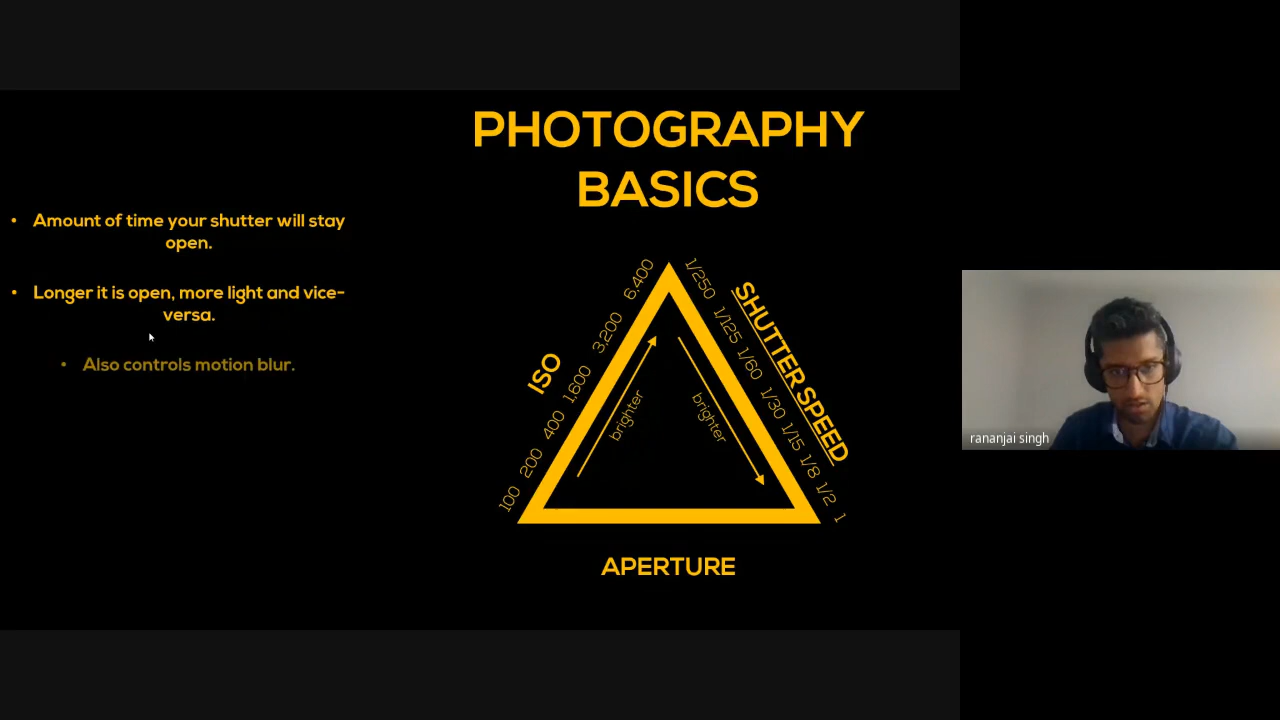 PHOTOGRAPHY
BASICS
• Amount of time your shutter will stay
open.
• Longer it is open, more light and vice-
versa.
• Also controls motion blur.
ISO
100 200 400 1,600 3,200 6,400
brighter
brighter
1/250 1/125 1/60 1/30 1/15 1/8 1/2 1
SHUTTER SPEED
APERTURE
rananjai singh